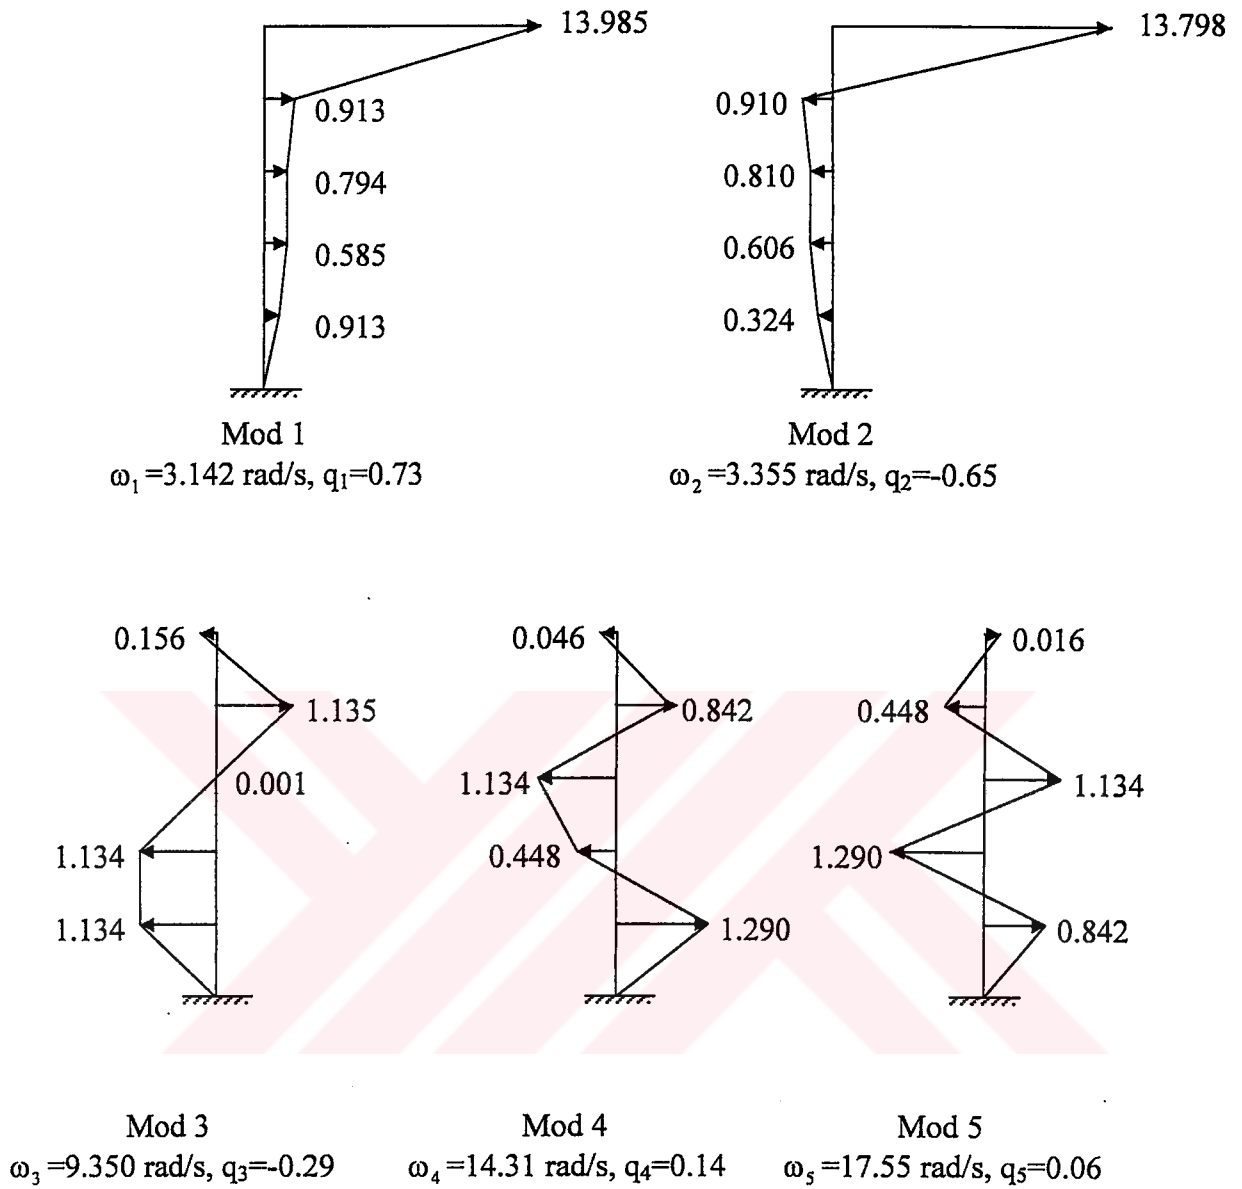 13.985
0.913
0.794
0.585
0.913
Mod 1
ω₁ =3.142 rad/s, q₁=0.73
13.798
0.910
0.810
0.606
0.324
Mod 2
ω₂ =3.355 rad/s, q₂=-0.65
0.156
1.135
0.001
1.134
1.134
Mod 3
ω₃ =9.350 rad/s, q₃=-0.29
0.046
0.842
1.134
0.448
1.290
Mod 4
ω₄ =14.31 rad/s, q₄=0.14
0.016
0.448
1.134
1.290
0.842
Mod 5
ω₅ =17.55 rad/s, q₅=0.06